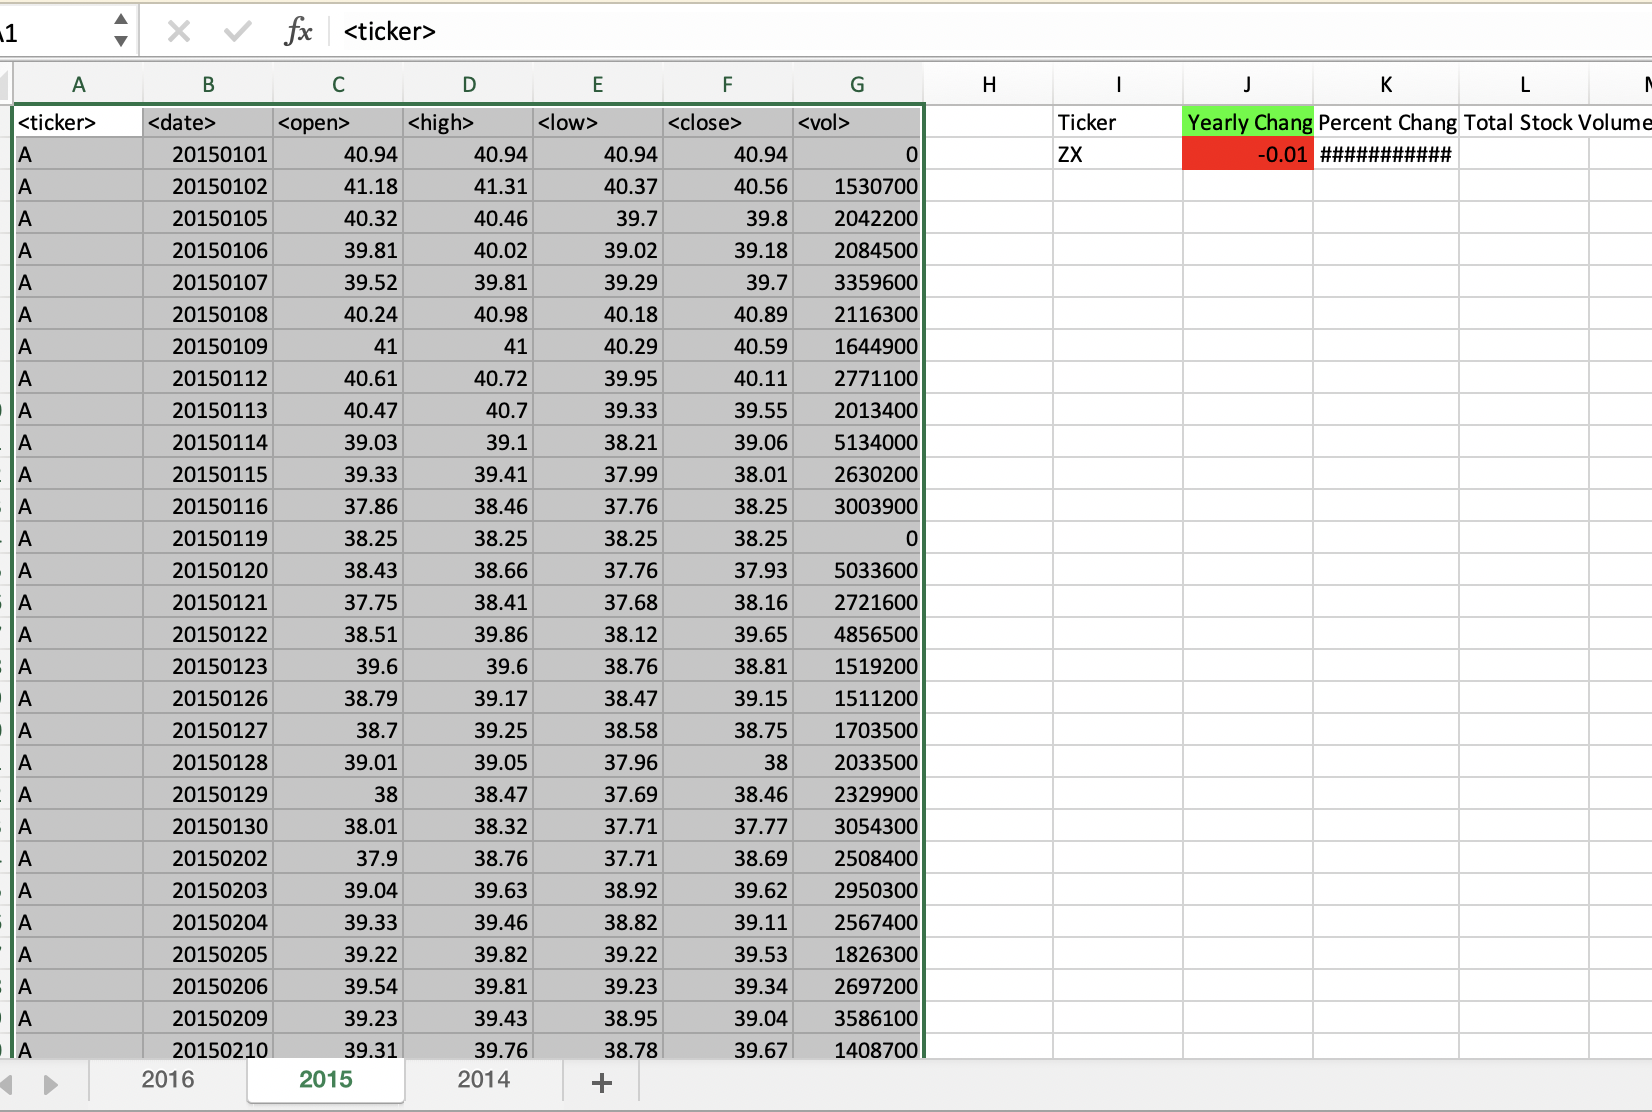 A1 fx <ticker>
A B C D E F G H I J K L
<ticker> <date> <open> <high> <low> <close> <vol> Ticker Yearly Chang Percent Chang Total Stock Volume
A 20150101 40.94 40.94 40.94 40.94 0 ZX -0.01 ###########
A 20150102 41.18 41.31 40.37 40.56 1530700
A 20150105 40.32 40.46 39.7 39.8 2042200
A 20150106 39.81 40.02 39.02 39.18 2084500
A 20150107 39.52 39.81 39.29 39.7 3359600
A 20150108 40.24 40.98 40.18 40.89 2116300
A 20150109 41 41 40.29 40.59 1644900
A 20150112 40.61 40.72 39.95 40.11 2771100
A 20150113 40.47 40.7 39.33 39.55 2013400
A 20150114 39.03 39.1 38.21 39.06 5134000
A 20150115 39.33 39.41 37.99 38.01 2630200
A 20150116 37.86 38.46 37.76 38.25 3003900
A 20150119 38.25 38.25 38.25 38.25 0
A 20150120 38.43 38.66 37.76 37.93 5033600
A 20150121 37.75 38.41 37.68 38.16 2721600
A 20150122 38.51 39.86 38.12 39.65 4856500
A 20150123 39.6 39.6 38.76 38.81 1519200
A 20150126 38.79 39.17 38.47 39.15 1511200
A 20150127 38.7 39.25 38.58 38.75 1703500
A 20150128 39.01 39.05 37.96 38 2033500
A 20150129 38 38.47 37.69 38.46 2329900
A 20150130 38.01 38.32 37.71 37.77 3054300
A 20150202 37.9 38.76 37.71 38.69 2508400
A 20150203 39.04 39.63 38.92 39.62 2950300
A 20150204 39.33 39.46 38.82 39.11 2567400
A 20150205 39.22 39.82 39.22 39.53 1826300
A 20150206 39.54 39.81 39.23 39.34 2697200
A 20150209 39.23 39.43 38.95 39.04 3586100
A 20150210 39.31 39.76 38.78 39.67 1408700
2016 2015 2014 +